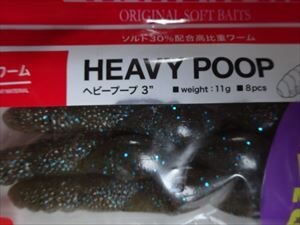 ORIGINAL SOFT BAITS
ソルト30%配合高比重ワーム
ワーム
HEAVY POOP
MATERIAL
ヘビープープ 3" ■weight:11g ■8pcs